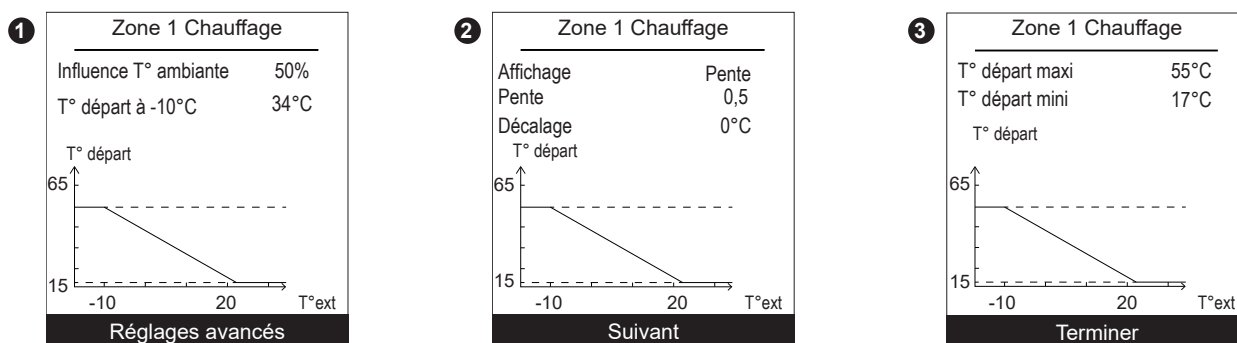 1
Zone 1 Chauffage
Influence T° ambiante 50%
T° départ à -10°C 34°C
T° départ
65
15
-10 20 T°ext
Réglages avancés
2
Zone 1 Chauffage
Affichage Pente
Pente 0,5
Décalage 0°C
T° départ
65
15
-10 20 T°ext
Suivant
3
Zone 1 Chauffage
T° départ maxi 55°C
T° départ mini 17°C
T° départ
65
15
-10 20 T°ext
Terminer